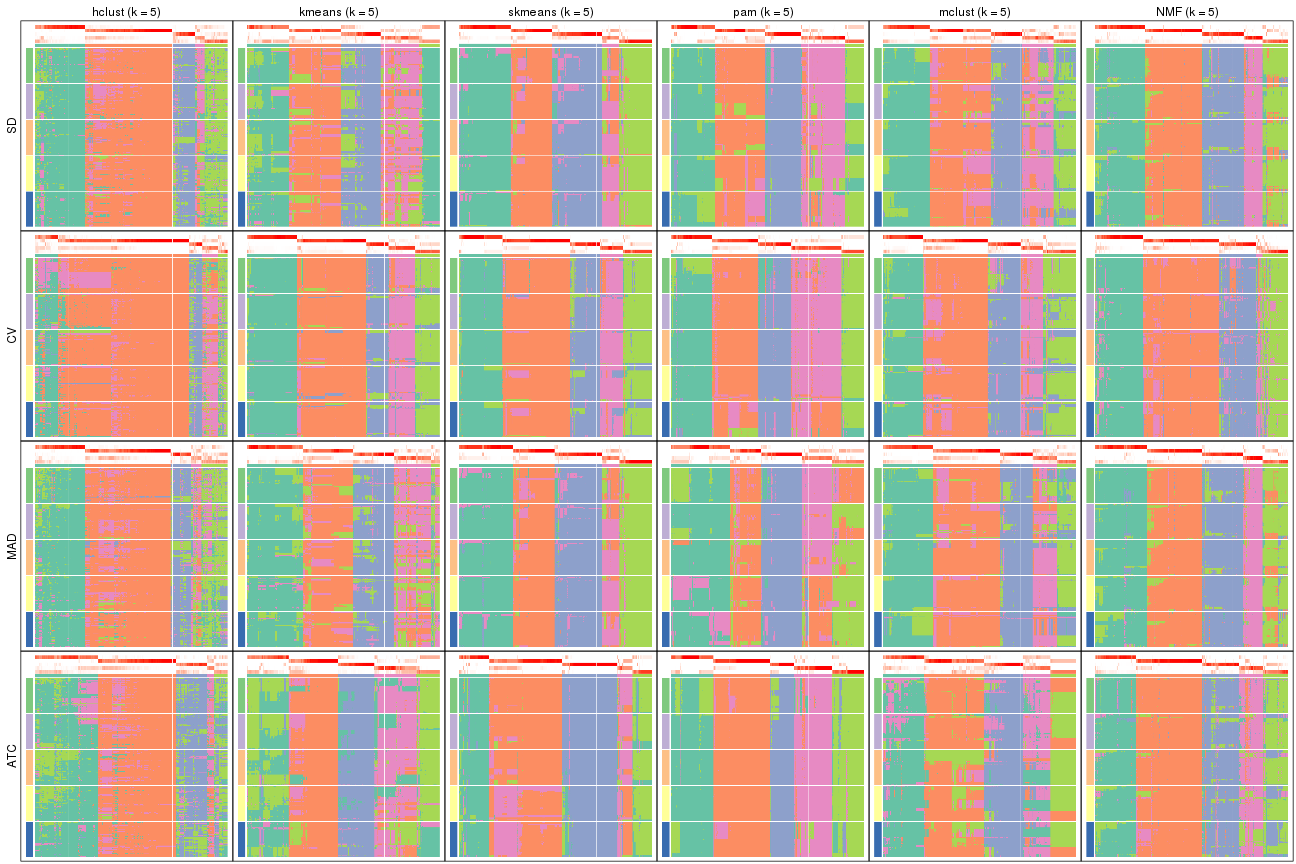 hclust (k = 5)
kmeans (k = 5)
skmeans (k = 5)
pam (k = 5)
mclust (k = 5)
NMF (k = 5)
SD
CV
MAD
ATC